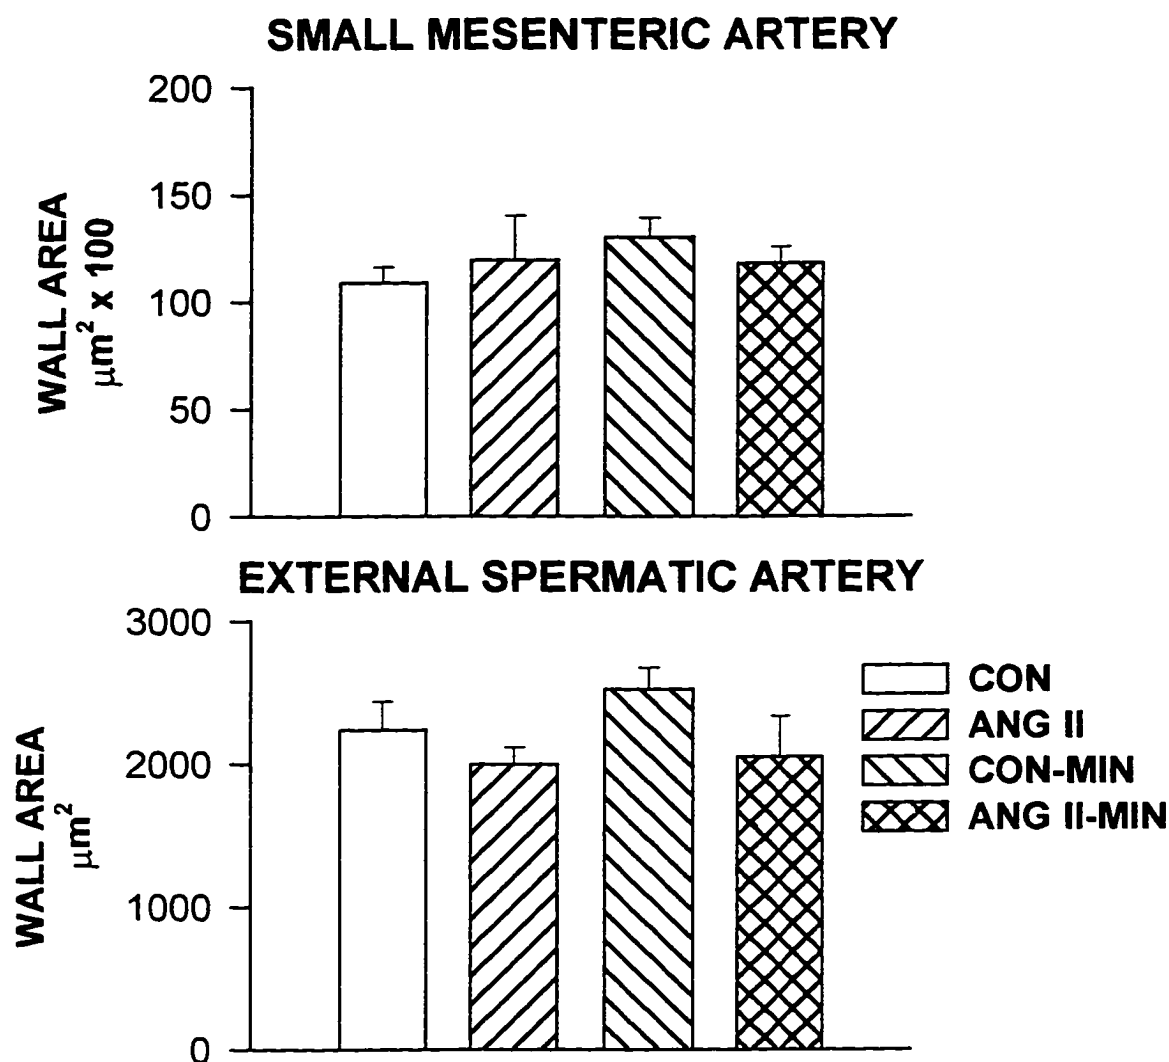 SMALL MESENTERIC ARTERY
WALL AREA
μm² x 100
200
150
100
50
0
EXTERNAL SPERMATIC ARTERY
WALL AREA
μm²
3000
2000
1000
0
CON
ANG II
CON-MIN
ANG II-MIN